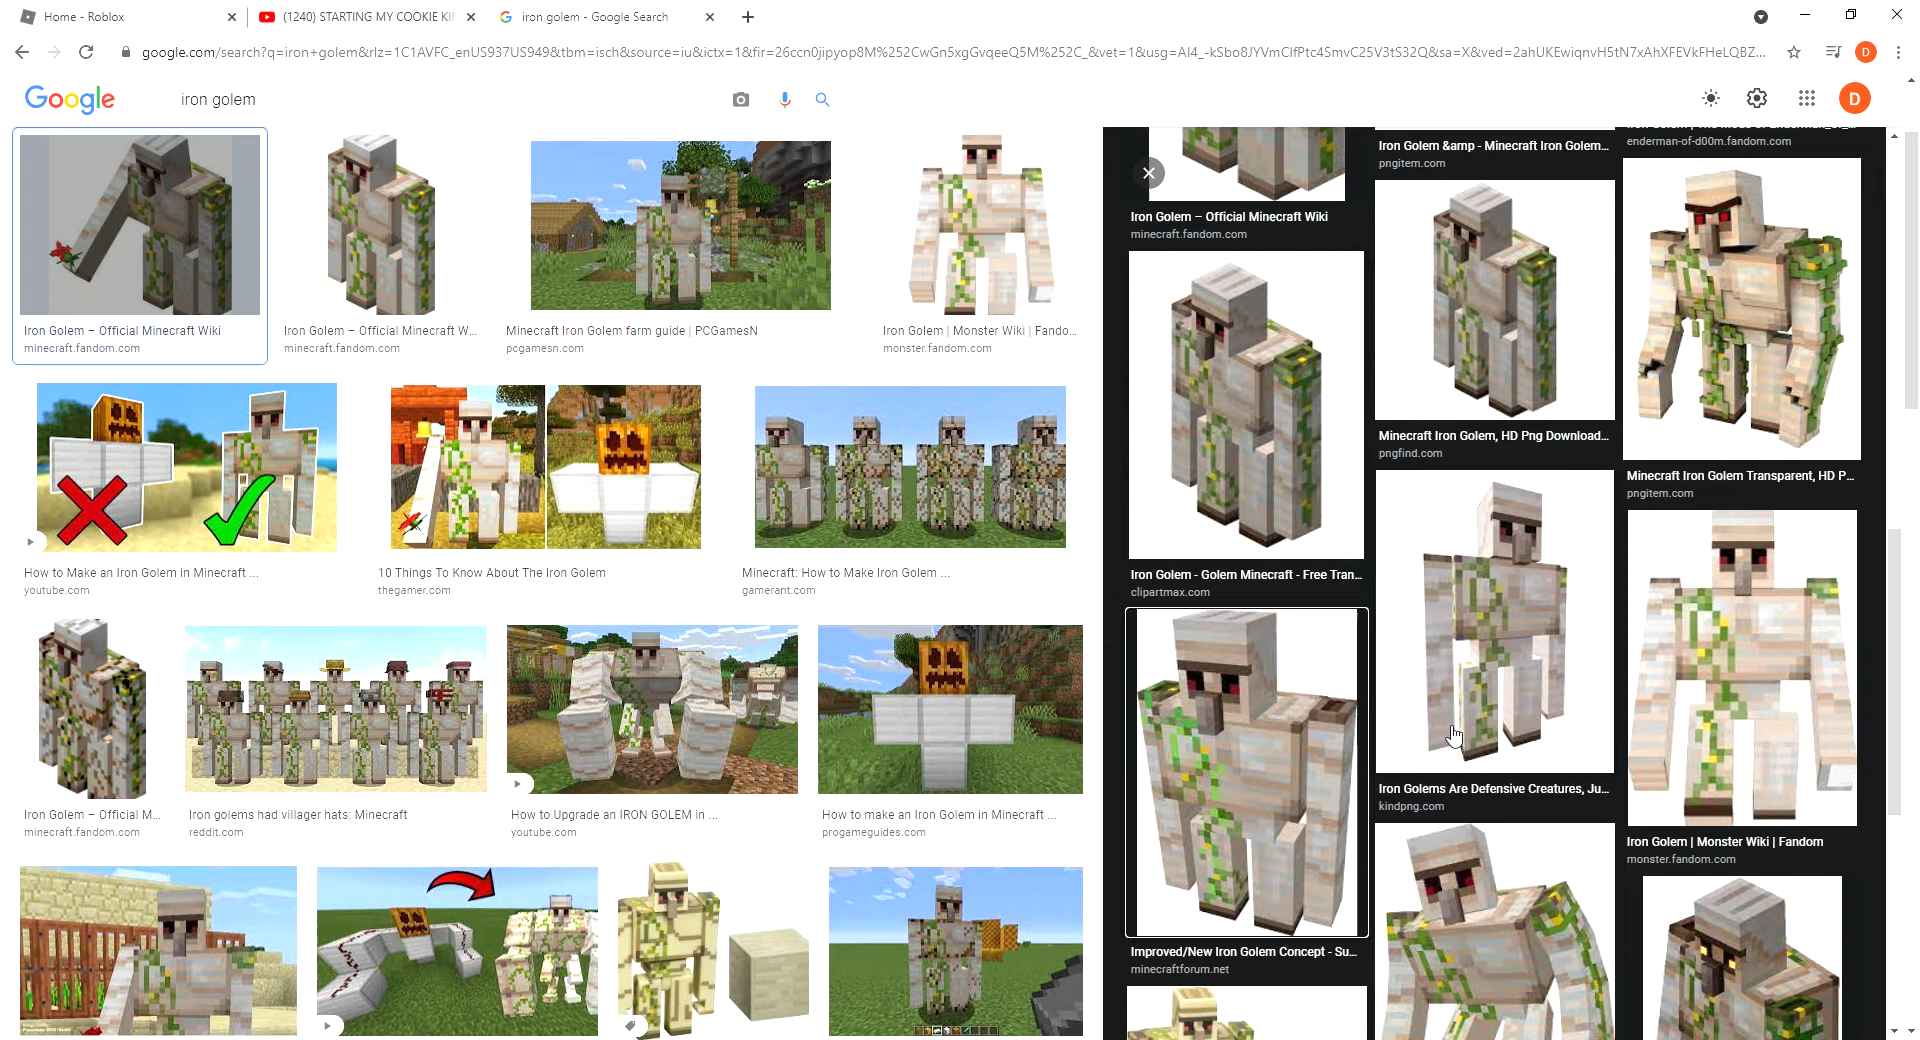 Home - Roblox
(1240) STARTING MY COOKIE KIN
iron golem - Google Search
google.com/search?q=iron+golem&rlz=1C1AVFC_enUS937US949&tbm=isch&source=iu&ictx=1&fir=26ccn0jipyop8M%252CwGn5xgGvqeeQ5M%252C_&vet=1&usg=AI4_-kSbo8JYVmClfPtc4SmvC25V3tS32Q&sa=X&ved=2ahUKEwiqnvH5tN7xAhXFEVkFHeLQBZ...
D
Google
iron golem
D
Iron Golem – Official Minecraft Wiki
minecraft.fandom.com
Iron Golem – Official Minecraft W...
minecraft.fandom.com
Minecraft Iron Golem farm guide | PCGamesN
pcgamesn.com
Iron Golem | Monster Wiki | Fando...
monster.fandom.com
How to Make an Iron Golem in Minecraft ...
youtube.com
10 Things To Know About The Iron Golem
thegamer.com
Minecraft: How to Make Iron Golem ...
gamerant.com
Iron Golem – Official M...
minecraft.fandom.com
Iron golems had villager hats: Minecraft
reddit.com
How to Upgrade an IRON GOLEM in ...
youtube.com
How to make an Iron Golem in Minecraft ...
progameguides.com
Iron Golem – Official Minecraft Wiki
minecraft.fandom.com
Iron Golem - Golem Minecraft - Free Tran...
clipartmax.com
Improved/New Iron Golem Concept - Su...
minecraftforum.net
Iron Golem &amp - Minecraft Iron Golem...
pngitem.com
Minecraft Iron Golem, HD Png Download...
pngfind.com
Iron Golems Are Defensive Creatures, Ju...
kindpng.com
enderman-of-d00m.fandom.com
Minecraft Iron Golem Transparent, HD P...
pngitem.com
Iron Golem | Monster Wiki | Fandom
monster.fandom.com